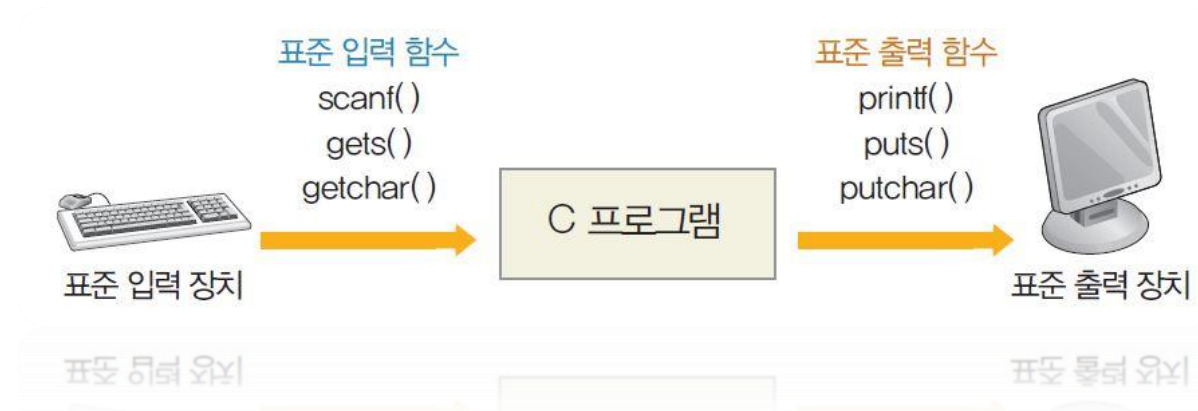 표준 입력 함수
scanf( )
gets( )
getchar( )
표준 출력 함수
printf( )
puts( )
putchar( )
C 프로그램
표준 입력 장치
표준 출력 장치